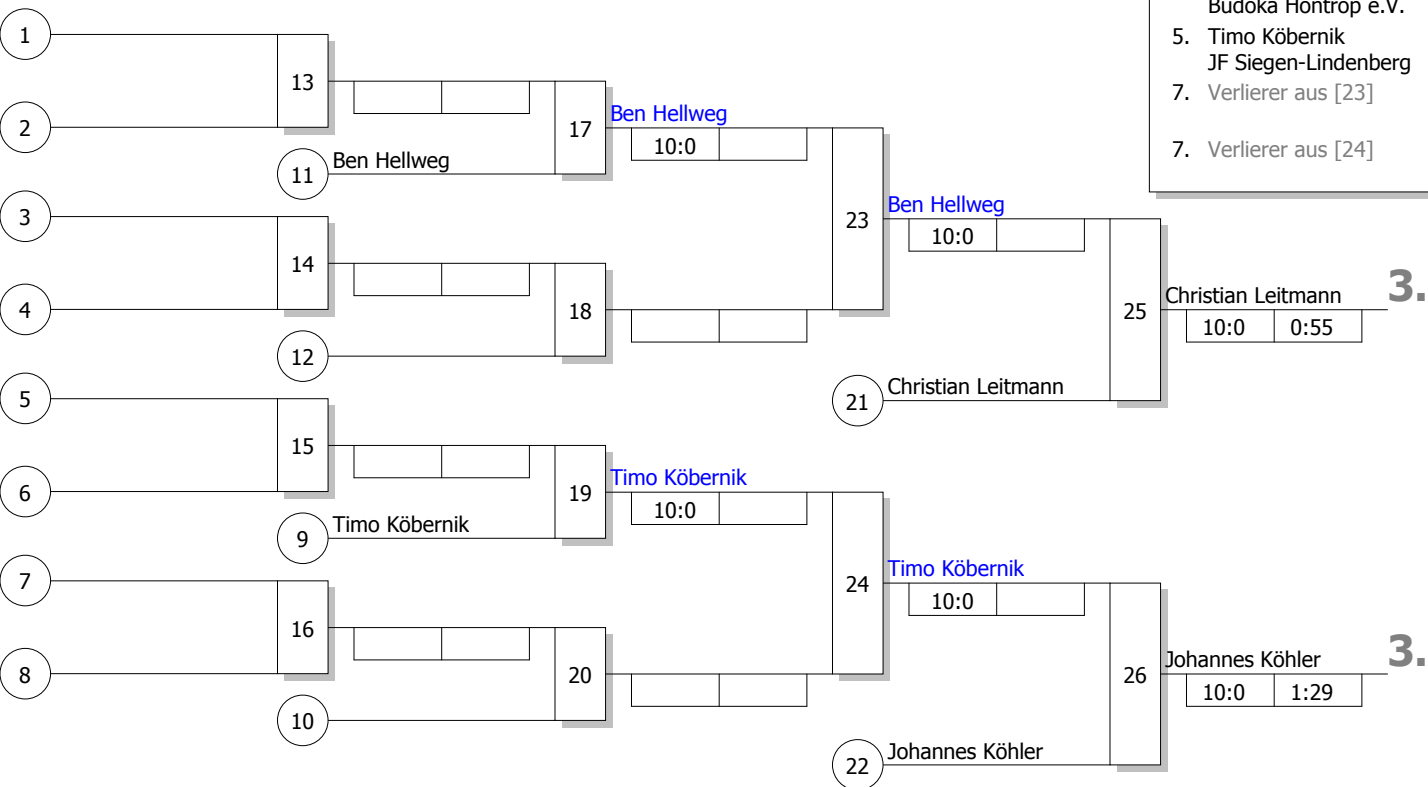 Budoka Höntrop e.V.
5. Timo Köbernik
JF Siegen-Lindenberg
7. Verlierer aus [23]
7. Verlierer aus [24]
1
13
2
17
Ben Hellweg
10:0
11
Ben Hellweg
3
14
4
18
12
23
Ben Hellweg
10:0
25
Christian Leitmann
3.
10:0
0:55
21
Christian Leitmann
5
15
6
19
Timo Köbernik
10:0
9
Timo Köbernik
7
16
8
20
10
24
Timo Köbernik
10:0
26
Johannes Köhler
3.
10:0
1:29
22
Johannes Köhler